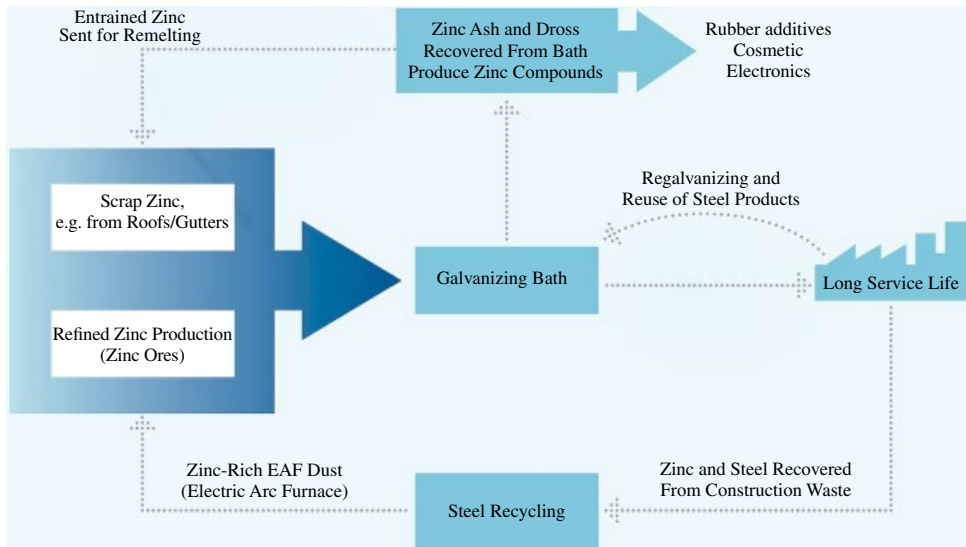 Entrained Zinc
Sent for Remelting
Zinc Ash and Dross
Recovered From Bath
Produce Zinc Compounds
Rubber additives
Cosmetic
Electronics
Scrap Zinc,
e.g. from Roofs/Gutters
Regalvanizing and
Reuse of Steel Products
Galvanizing Bath
Long Service Life
Refined Zinc Production
(Zinc Ores)
Zinc-Rich EAF Dust
(Electric Arc Furnace)
Steel Recycling
Zinc and Steel Recovered
From Construction Waste